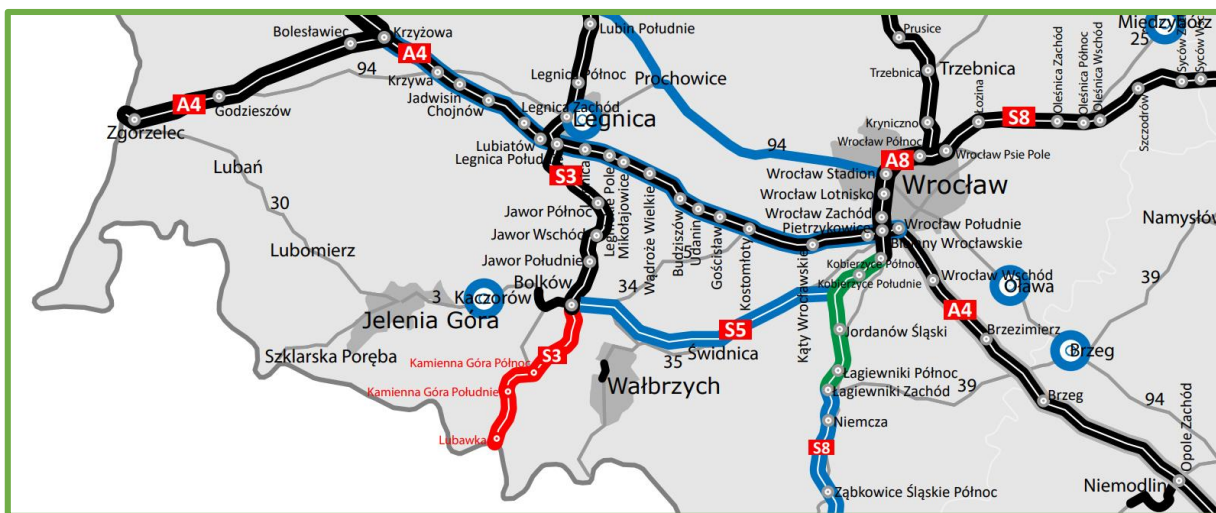 Międzybórz
25
Syców Wsc
Lubin Południe
Prusice
Bolesławiec
Krzyżowa
A4
94
Krzywa
Jadwisin
Chojnów
Legnica Północ
Prochowice
Trzebnica
Trzebnica
Łozina
Oleśnica Zachód
Oleśnica Północ
Oleśnica Wschód
Szczodrów
A4
Godzieszów
Zgorzelec
Legnica Zachód
Legnica
Kryniczno
S8
Lubiatów
Legnica Południe
94
Wrocław Północ
A8
Wrocław Psie Pole
Wrocław Stadion
Wrocław
Lubań
S3
Legnickie Pole
Mikołajowice
Wądroże Wielkie
Budziszów
Udanin
Gościsław
Kostomłoty
Kąty Wrocławskie
Wrocław Lotnisko
30
Jawor Północ
Wrocław Zachód
Pietrzykowice
Wrocław Południe
Namysłów
Jawor Wschód
Bielany Wrocławskie
Lubomierz
Jawor Południe
5
Kobierzyce Północ
Kobierzyce Południe
Wrocław Wschód
39
Bolków
34
Oława
3
Kaczorów
Jelenia Góra
A4
S5
Jordanów Śląski
Brzezimierz
Szklarska Poręba
S3
35
Świdnica
Brzeg
Kamienna Góra Północ
Łagiewniki Północ
Wałbrzych
39
Kamienna Góra Południe
Łagiewniki Zachód
Brzeg
94
Opole Zachód
Niemcza
Lubawka
S8
Ząbkowice Śląskie Północ
Niemodlin